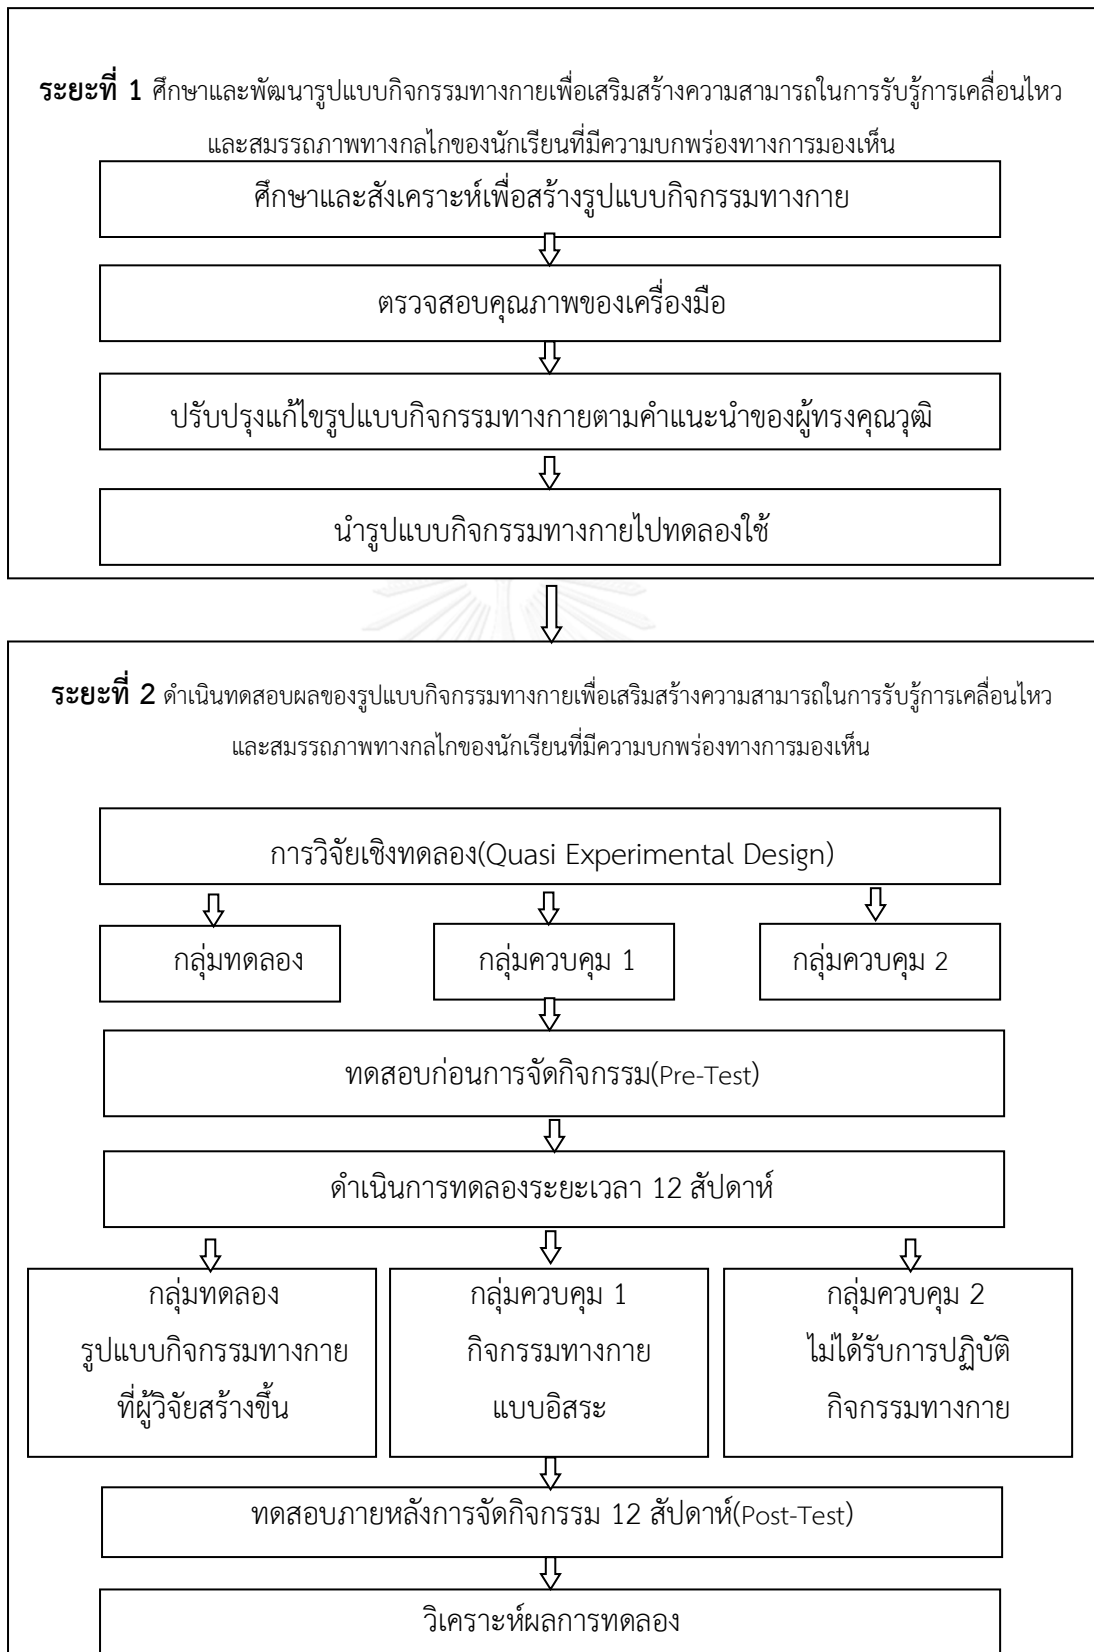 ระยะที่ 1 ศึกษาและพัฒนารูปแบบกิจกรรมทางกายเพื่อเสริมสร้างความสามารถในการรับรู้การเคลื่อนไหว
และสมรรถภาพทางกลไกของนักเรียนที่มีความบกพร่องทางการมองเห็น
ศึกษาและสังเคราะห์เพื่อสร้างรูปแบบกิจกรรมทางกาย
ตรวจสอบคุณภาพของเครื่องมือ
ปรับปรุงแก้ไขรูปแบบกิจกรรมทางกายตามคำแนะนำของผู้ทรงคุณวุฒิ
นำรูปแบบกิจกรรมทางกายไปทดลองใช้
ระยะที่ 2 ดำเนินทดสอบผลของรูปแบบกิจกรรมทางกายเพื่อเสริมสร้างความสามารถในการรับรู้การเคลื่อนไหว
และสมรรถภาพทางกลไกของนักเรียนที่มีความบกพร่องทางการมองเห็น
การวิจัยเชิงทดลอง(Quasi Experimental Design)
กลุ่มทดลอง
กลุ่มควบคุม 1
กลุ่มควบคุม 2
ทดสอบก่อนการจัดกิจกรรม(Pre-Test)
ดำเนินการทดลองระยะเวลา 12 สัปดาห์
กลุ่มทดลอง
รูปแบบกิจกรรมทางกาย
ที่ผู้วิจัยสร้างขึ้น
กลุ่มควบคุม 1
กิจกรรมทางกาย
แบบอิสระ
กลุ่มควบคุม 2
ไม่ได้รับการปฏิบัติ
กิจกรรมทางกาย
ทดสอบภายหลังการจัดกิจกรรม 12 สัปดาห์(Post-Test)
วิเคราะห์ผลการทดลอง